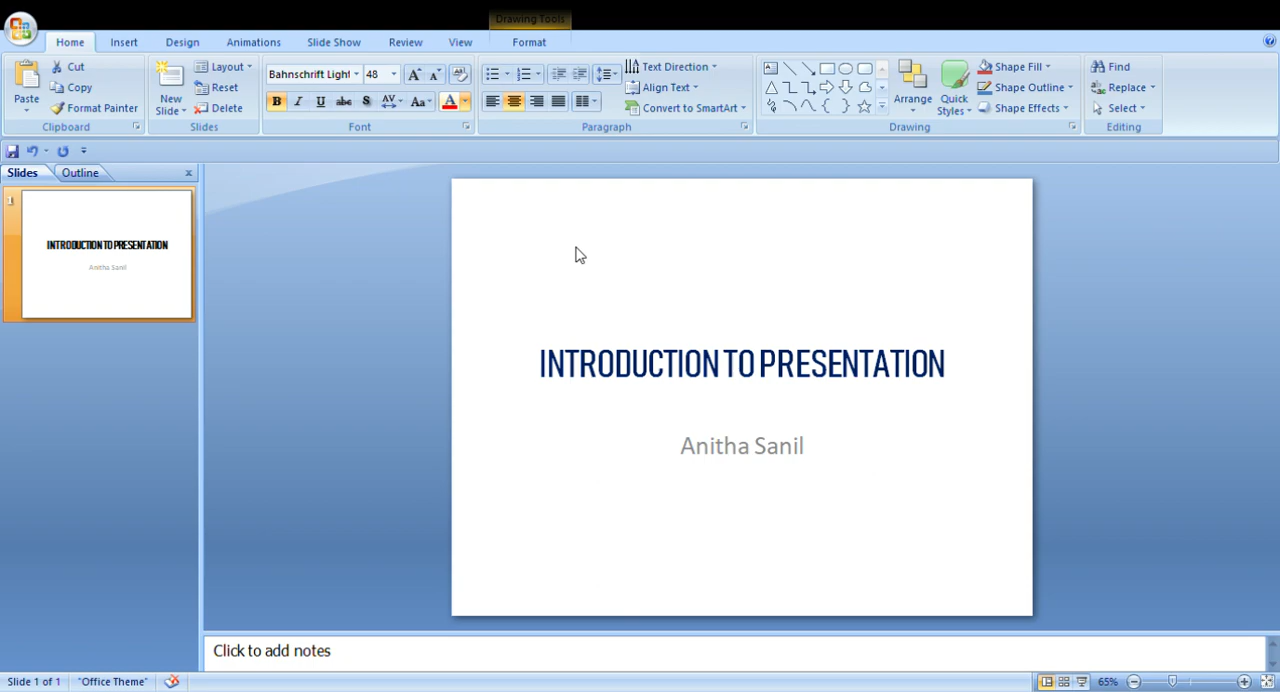 Drawing Tools
Home Insert Design Animations Slide Show Review View Format
Paste Cut Copy Format Painter Clipboard
New Slide Layout Reset Delete Slides
Bahnschrift Light 48 B I U abc S AV Aa A Font
Text Direction Align Text Convert to SmartArt Paragraph
Arrange Quick Styles Shape Fill Shape Outline Shape Effects Drawing
Find Replace Select Editing
Slides Outline
1
INTRODUCTION TO PRESENTATION
Anitha Sanil
INTRODUCTION TO PRESENTATION
Anitha Sanil
Click to add notes
Slide 1 of 1 "Office Theme" 65%